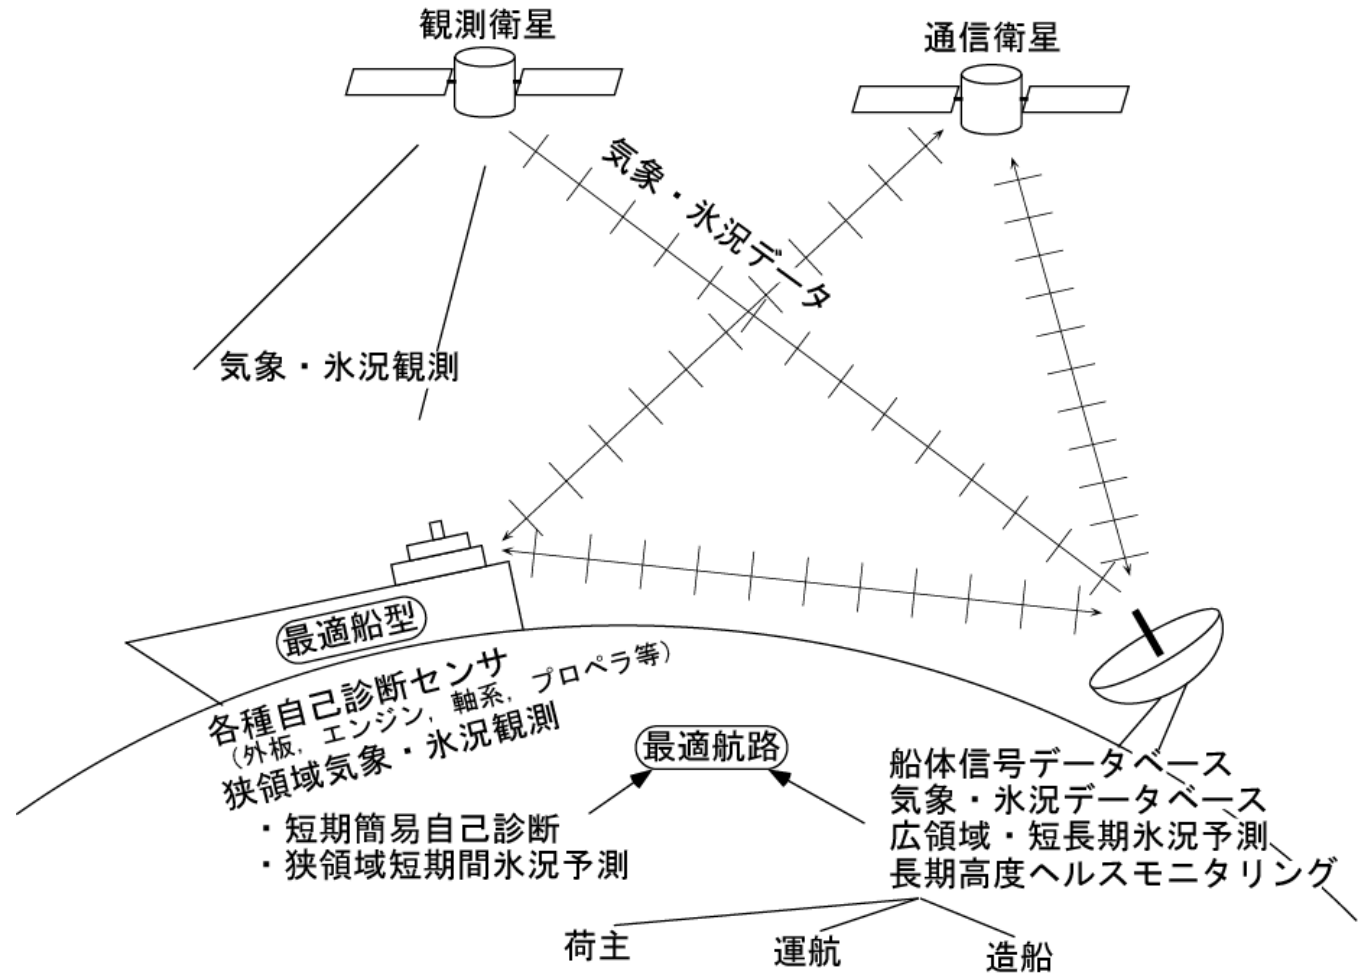 観測衛星
通信衛星
気象・氷況データ
気象・氷況観測
最適船型
各種自己診断センサ
（外板，エンジン，軸系，プロペラ等）
狭領域気象・氷況観測
・短期簡易自己診断
・狭領域短期間氷況予測
最適航路
船体信号データベース
気象・氷況データベース
広領域・短長期氷況予測
長期高度ヘルスモニタリング
荷主
運航
造船